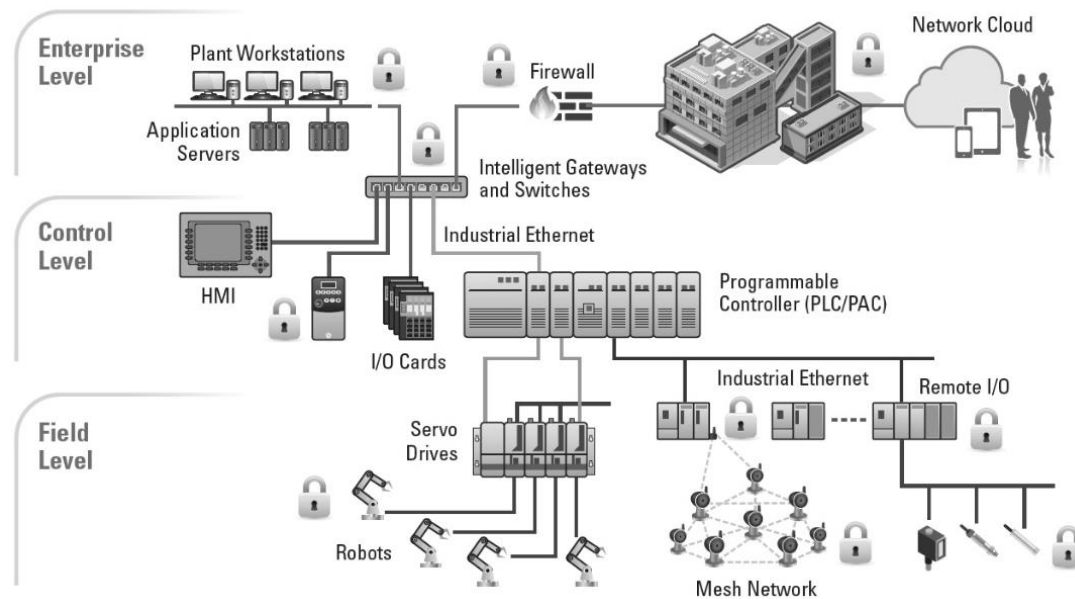 Enterprise
Level
Plant Workstations
Application
Servers
Firewall
Network Cloud
Intelligent Gateways
and Switches
Control
Level
HMI
Industrial Ethernet
I/O Cards
Programmable
Controller (PLC/PAC)
Field
Level
Servo
Drives
Industrial Ethernet
Remote I/O
Robots
Mesh Network